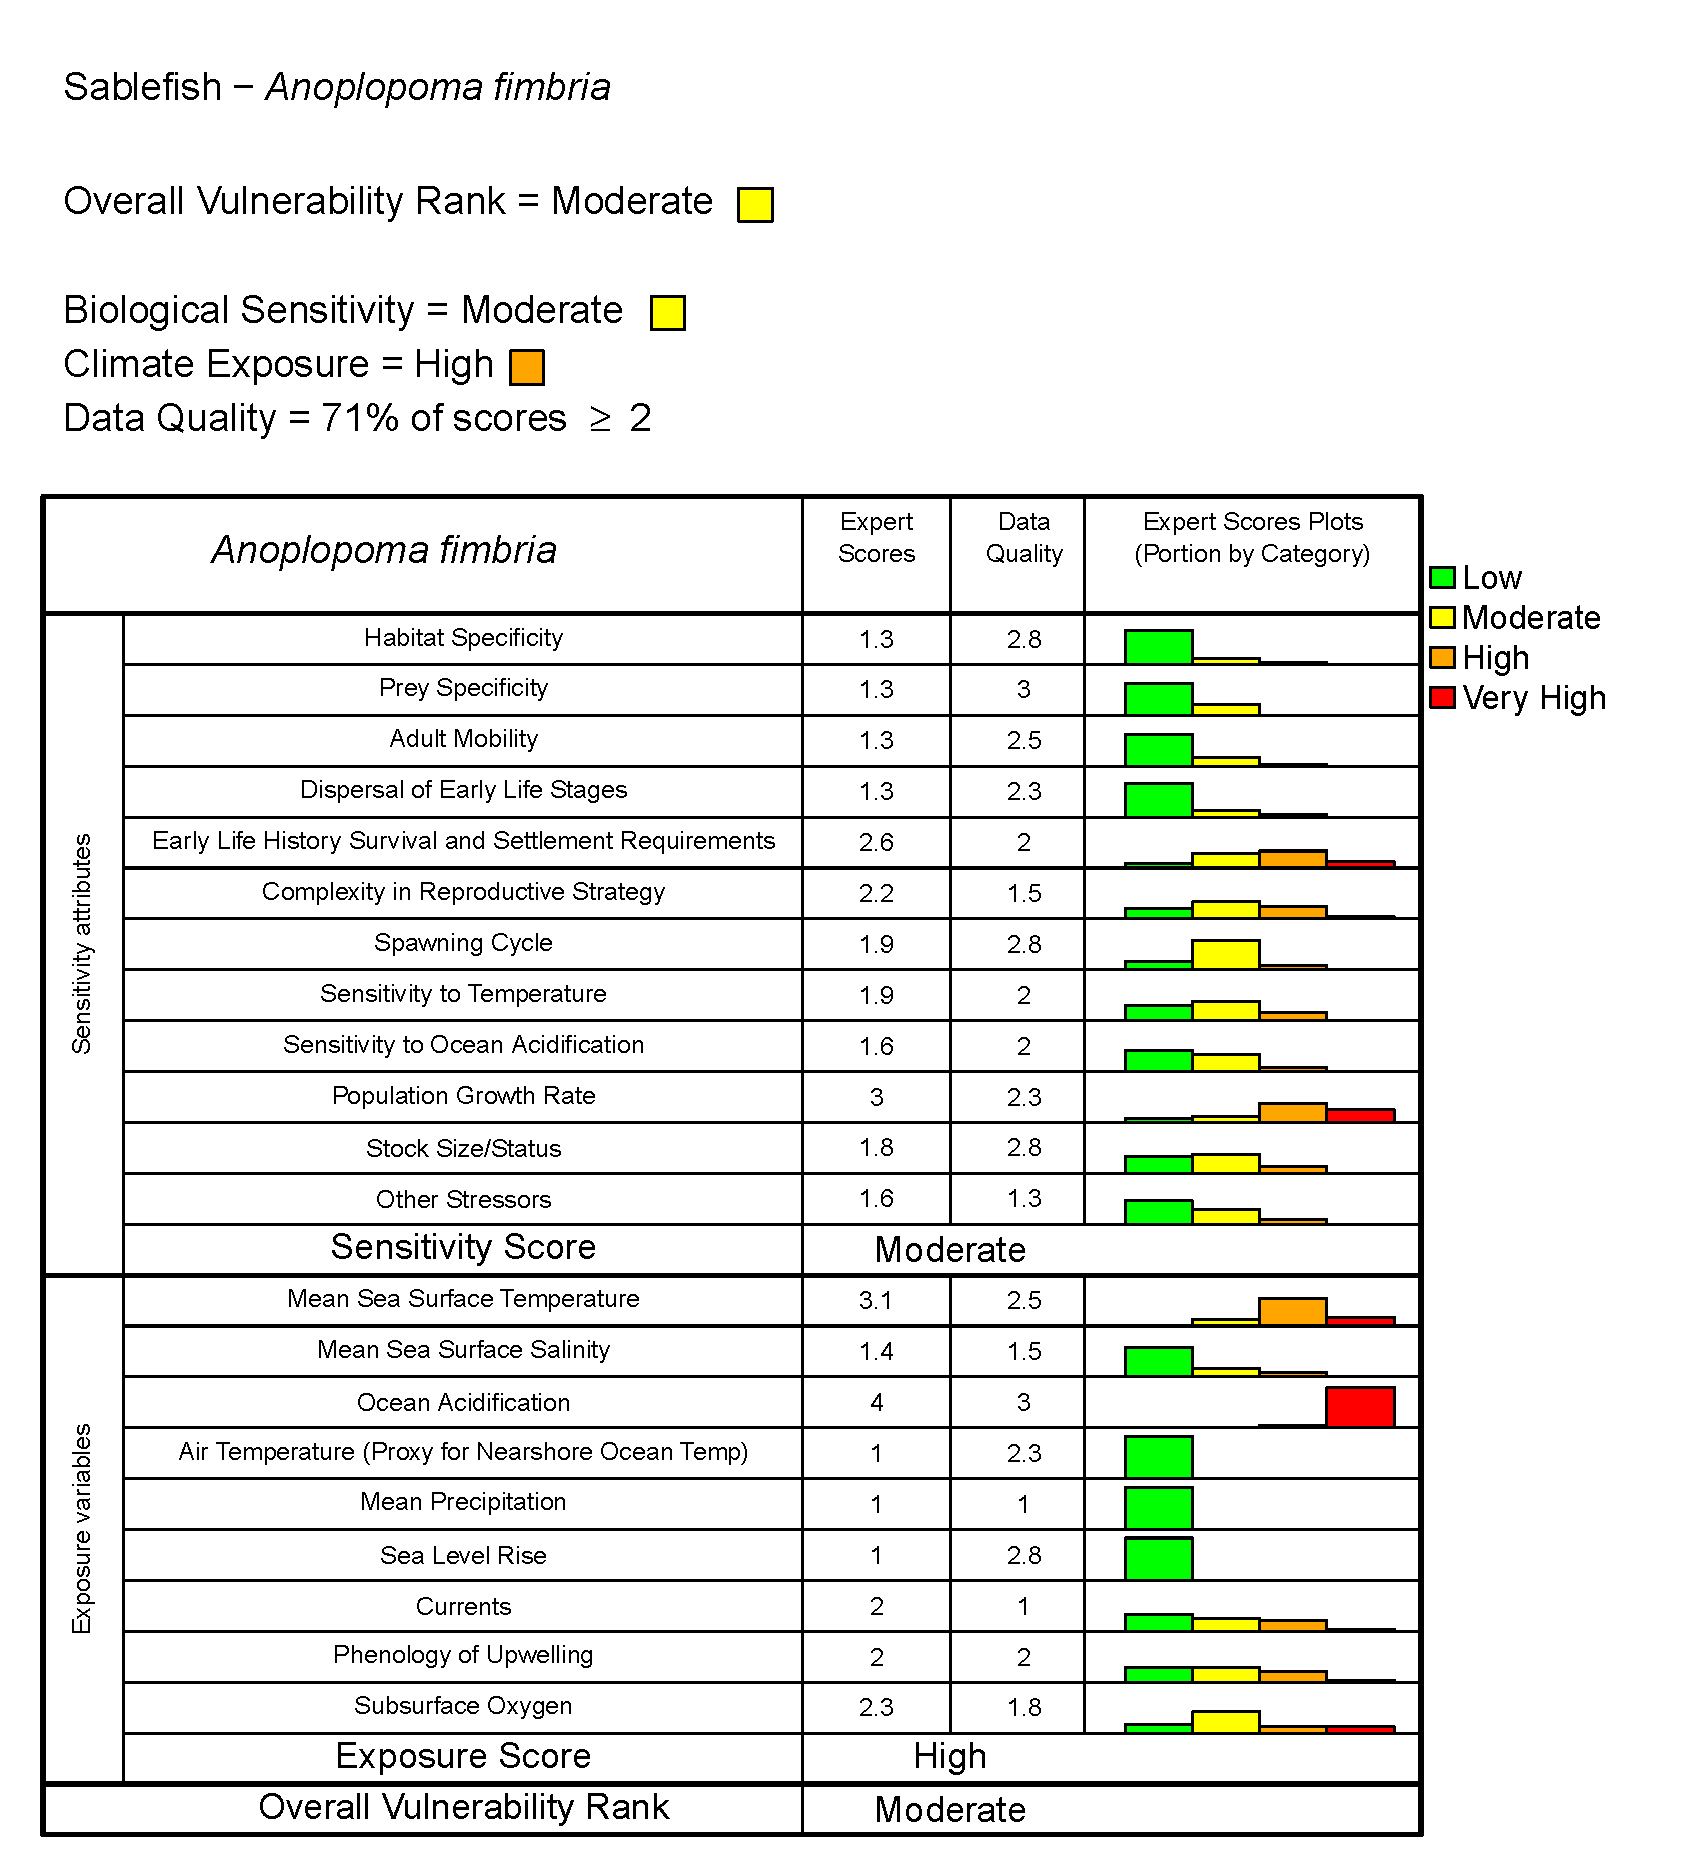 Sablefish − Anoplopoma fimbria
Overall Vulnerability Rank = Moderate
Biological Sensitivity = Moderate
Climate Exposure = High
Data Quality = 71% of scores ≥ 2
Anoplopoma fimbria
Expert Scores
Data Quality
Expert Scores Plots
(Portion by Category)
Low
Moderate
High
Very High
Sensitivity attributes
Habitat Specificity 1.3 2.8
Prey Specificity 1.3 3
Adult Mobility 1.3 2.5
Dispersal of Early Life Stages 1.3 2.3
Early Life History Survival and Settlement Requirements 2.6 2
Complexity in Reproductive Strategy 2.2 1.5
Spawning Cycle 1.9 2.8
Sensitivity to Temperature 1.9 2
Sensitivity to Ocean Acidification 1.6 2
Population Growth Rate 3 2.3
Stock Size/Status 1.8 2.8
Other Stressors 1.6 1.3
Sensitivity Score Moderate
Exposure variables
Mean Sea Surface Temperature 3.1 2.5
Mean Sea Surface Salinity 1.4 1.5
Ocean Acidification 4 3
Air Temperature (Proxy for Nearshore Ocean Temp) 1 2.3
Mean Precipitation 1 1
Sea Level Rise 1 2.8
Currents 2 1
Phenology of Upwelling 2 2
Subsurface Oxygen 2.3 1.8
Exposure Score High
Overall Vulnerability Rank Moderate